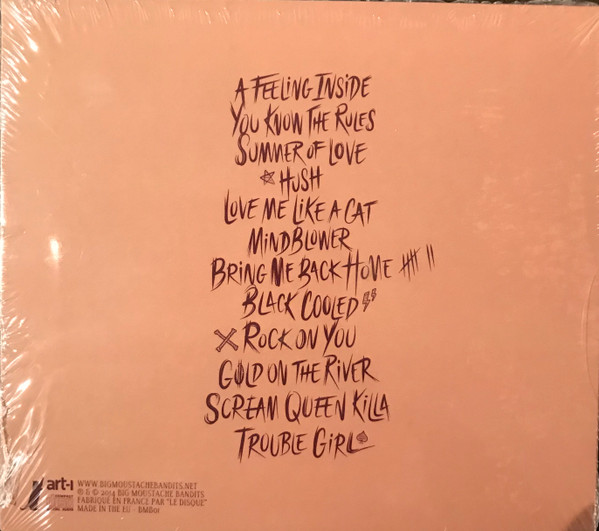 A FEELING INSIDE
YOU KNOW THE RULES
SUMMER OF LOVE
HUSH
LOVE ME LIKE A CAT
MINDBLOWER
BRING ME BACK HOME
BLACK COOLED
ROCK ON YOU
GOLD ON THE RIVER
SCREAM QUEEN KILLA
TROUBLE GIRL
art-i
WWW.BIGMOUSTACHEBANDITS.NET
℗ & © 2014 BIG MOUSTACHE BANDITS
FABRIQUÉ EN FRANCE PAR "LE DISQUE"
MADE IN THE EU - BMB01